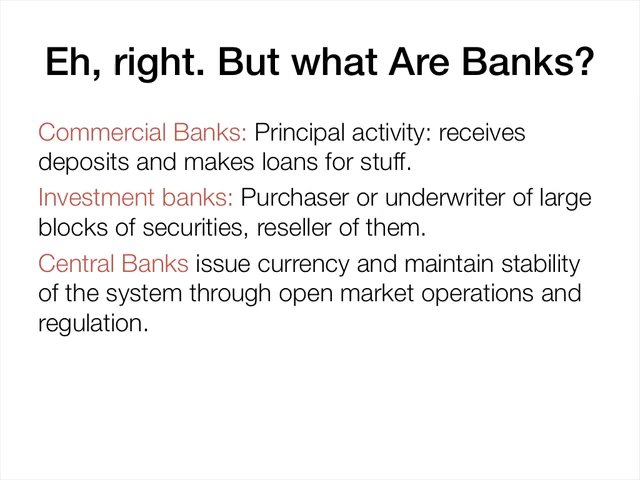 Eh, right. But what Are Banks?
Commercial Banks: Principal activity: receives
deposits and makes loans for stuff.
Investment banks: Purchaser or underwriter of large
blocks of securities, reseller of them.
Central Banks issue currency and maintain stability
of the system through open market operations and
regulation.